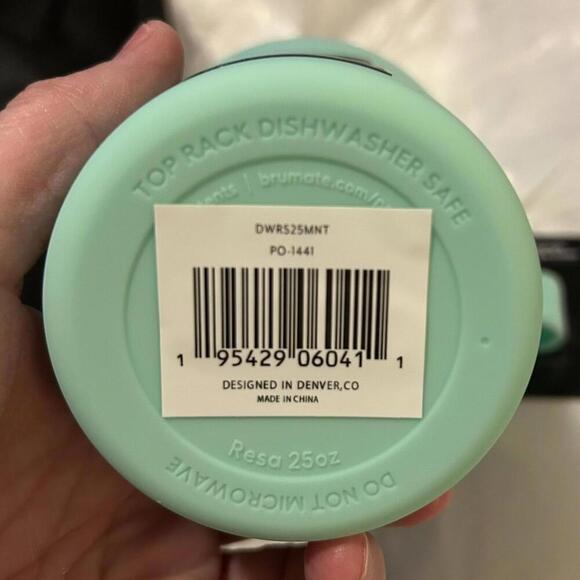 TOP RACK DISHWASHER SAFE
| brumate.com/
DWRS25MNT
PO-1441
1 95429 06041 1
DESIGNED IN DENVER,CO
MADE IN CHINA
Resa 25oz
DO NOT MICROWAVE